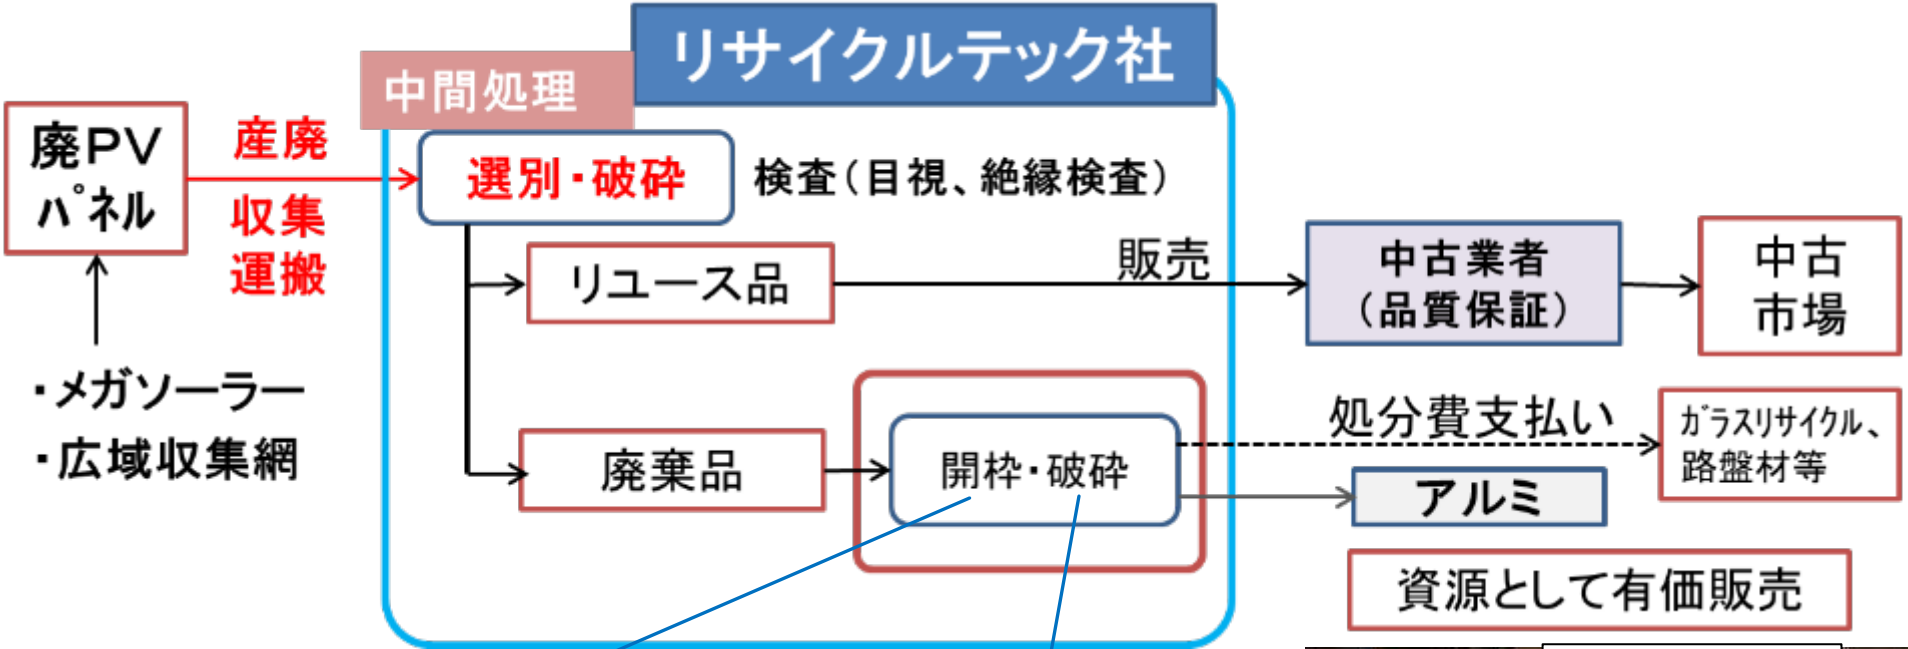 リサイクルテック社
中間処理
廃PV
ﾊﾟﾈﾙ
産廃
収集
運搬
・メガソーラー
・広域収集網
選別・破砕
検査（目視、絶縁検査）
リユース品
販売
中古業者
（品質保証）
中古
市場
廃棄品
開枠・破砕
処分費支払い
ｶﾞﾗｽﾘｻｲｸﾙ、
路盤材等
アルミ
資源として有価販売